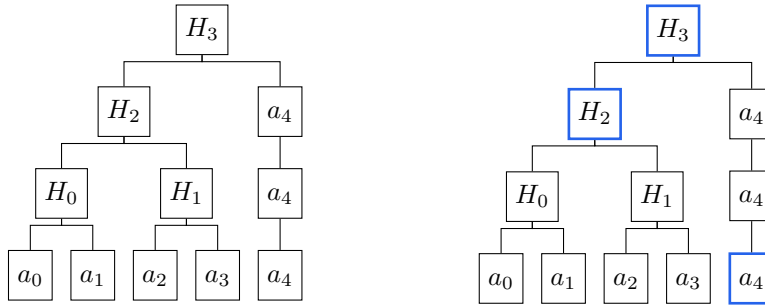 H₃ H₃
H₂ a₄ H₂ a₄
H₀ H₁ a₄ H₀ H₁ a₄
a₀ a₁ a₂ a₃ a₄ a₀ a₁ a₂ a₃ a₄